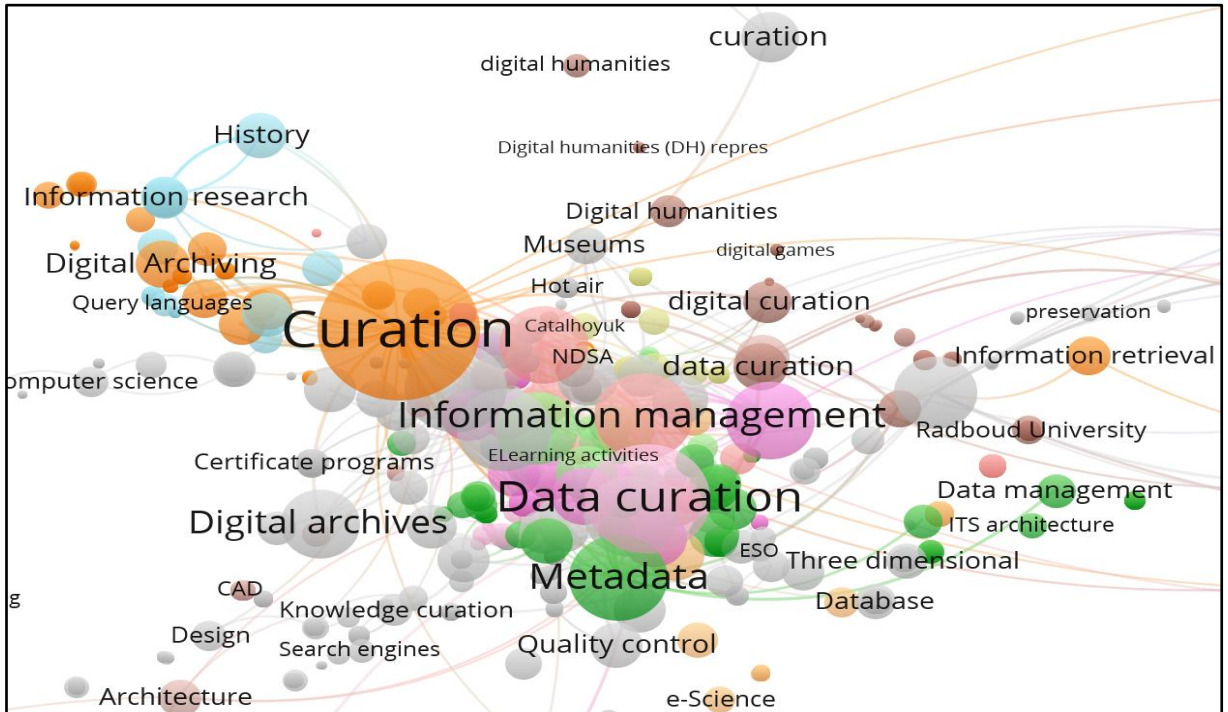 curation
digital humanities
History
Digital humanities (DH) repres
Information research
Digital humanities
Museums
digital games
Digital Archiving
Hot air
Query languages
digital curation
preservation
Curation
Catalhoyuk
NDSA
Information retrieval
data curation
omputer science
Information management
Radboud University
ELearning activities
Certificate programs
Data management
Data curation
Digital archives
ITS architecture
ESO
Three dimensional
Metadata
CAD
g
Knowledge curation
Database
Design
Quality control
Search engines
Architecture
e-Science